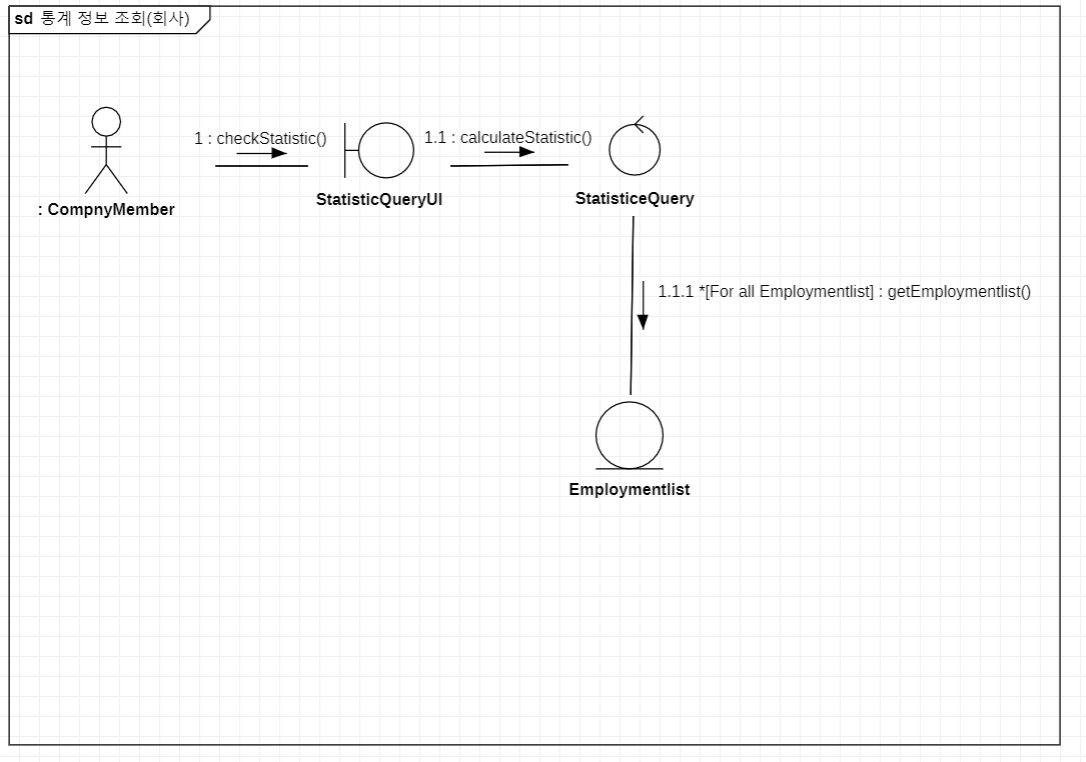 sd 통계 정보 조회(회사)
1 : checkStatistic()
1.1 : calculateStatistic()
: CompnyMember
StatisticQueryUI
StatisticeQuery
1.1.1 *[For all Employmentlist] : getEmploymentlist()
Employmentlist